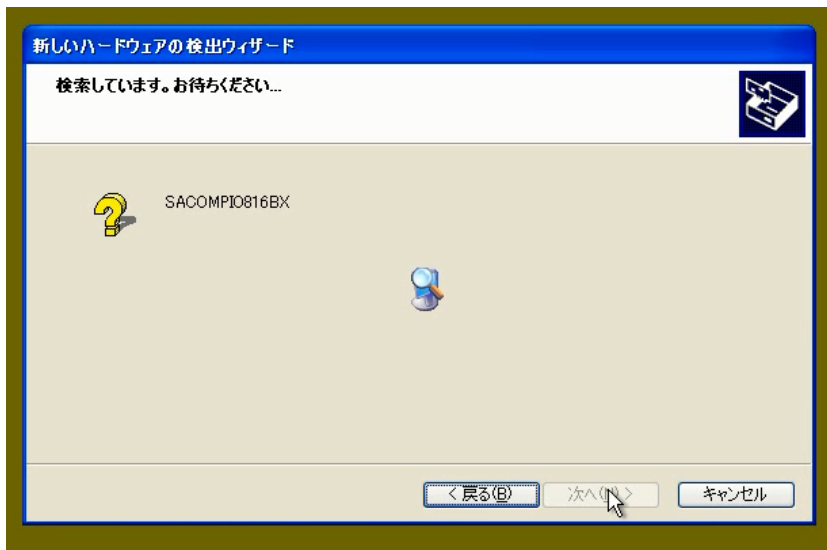 新しいハードウェアの検出ウィザード
検索しています。お待ちください...
SACOMPIO816BX
< 戻る(B)
次へ(N) >
キャンセル